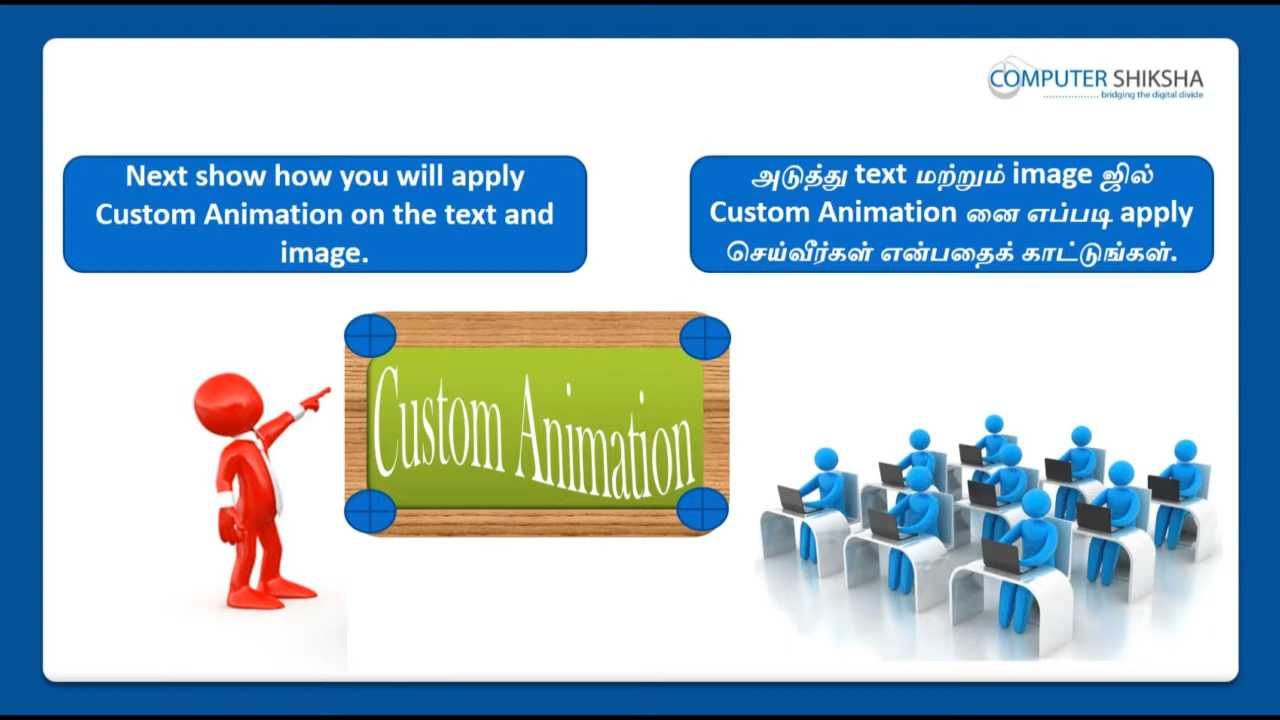 COMPUTER SHIKSHA
bridging the digital divide
Next show how you will apply
Custom Animation on the text and
image.
அடுத்து text மற்றும் image ஜில்
Custom Animation னை எப்படி apply
செய்வீர்கள் என்பதைக் காட்டுங்கள்.
Custom Animation